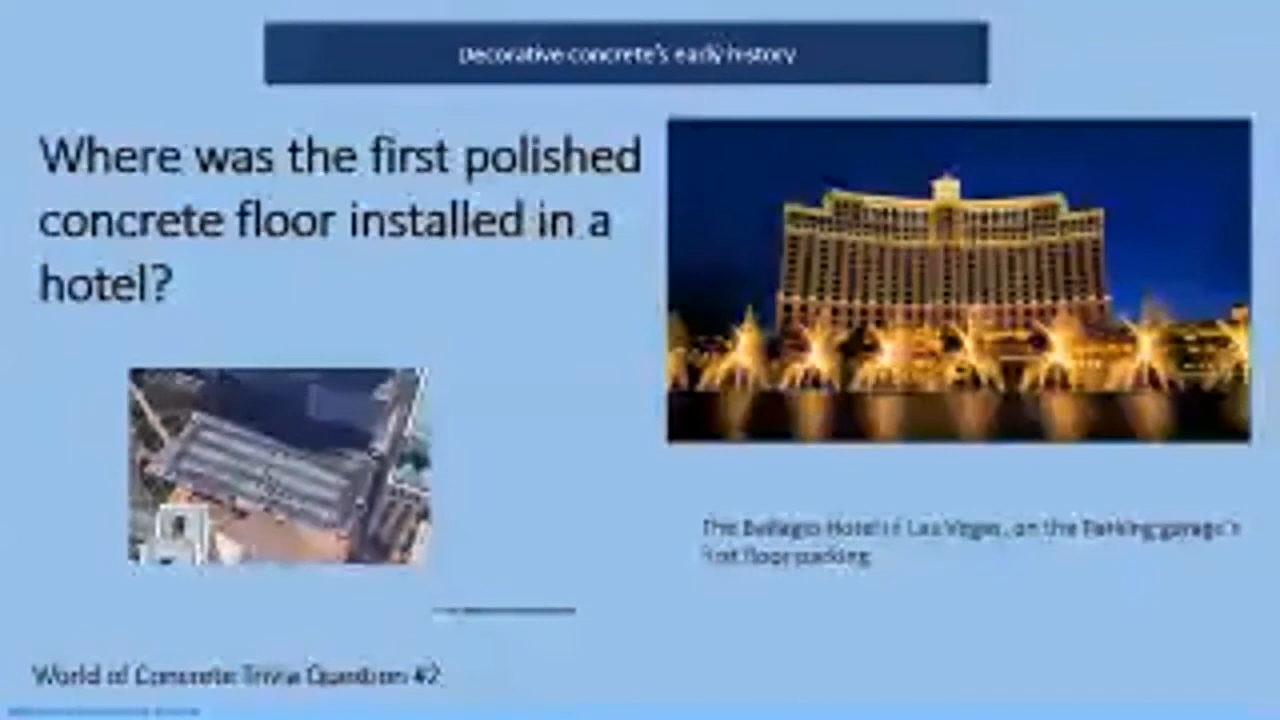 Decorative concrete's early history
Where was the first polished
concrete floor installed in a
hotel?
The Bellagio Hotel in Las Vegas, on the Parking garage's
first floor parking
World of Concrete Trivia Question #2